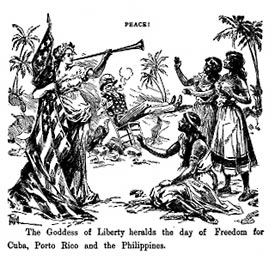 PEACE!
The Goddess of Liberty heralds the day of Freedom for
Cuba, Porto Rico and the Philippines.